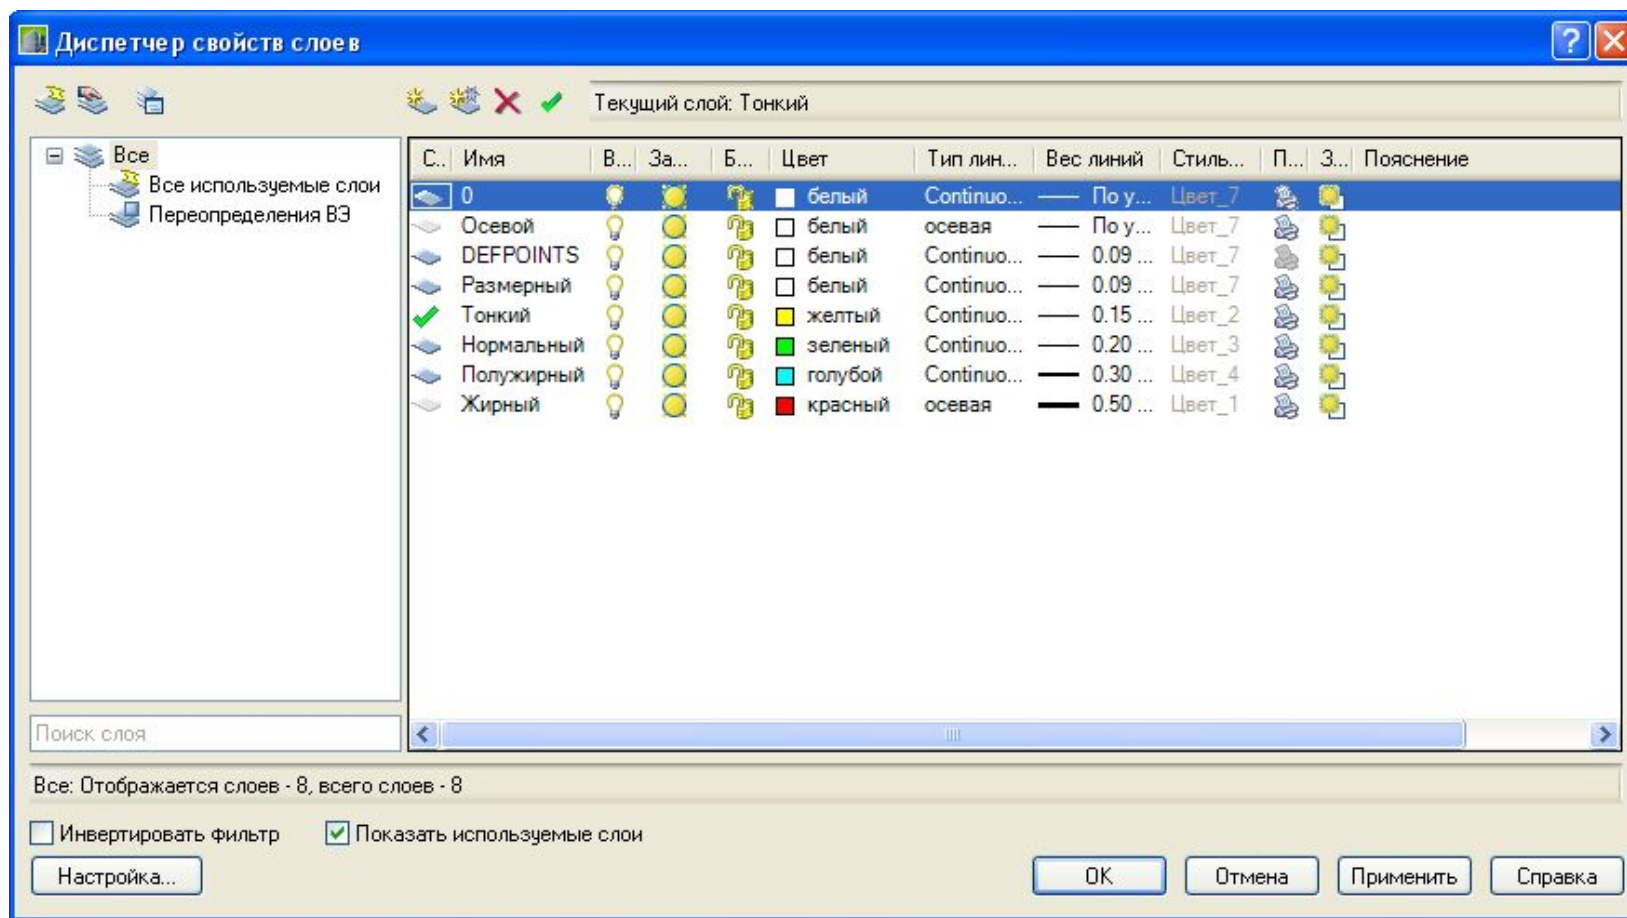 Диспетчер свойств слоев
Текущий слой: Тонкий
Все
Все используемые слои
Переопределения ВЭ
Поиск слоя
С... Имя В... За... Б... Цвет Тип лин... Вес линий Стиль... П... З... Пояснение
0 белый Continuo... По у... Цвет_7
Осевой белый осевая По у... Цвет_7
DEFPOINTS белый Continuo... 0.09 ... Цвет_7
Размерный белый Continuo... 0.09 ... Цвет_7
Тонкий желтый Continuo... 0.15 ... Цвет_2
Нормальный зеленый Continuo... 0.20 ... Цвет_3
Полужирный голубой Continuo... 0.30 ... Цвет_4
Жирный красный осевая 0.50 ... Цвет_1
Все: Отображается слоев - 8, всего слоев - 8
Инвертировать фильтр Показать используемые слои
Настройка... ОК Отмена Применить Справка